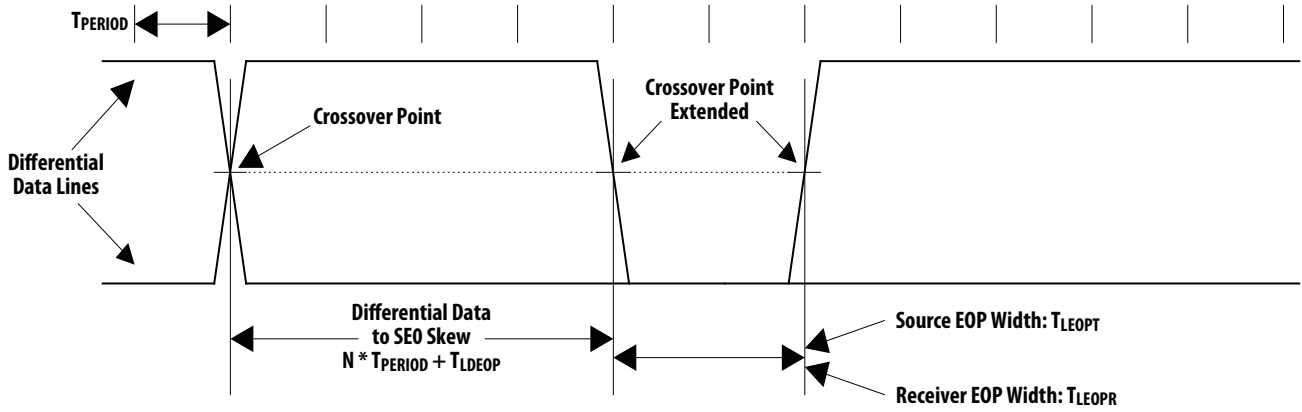 TPERIOD
Crossover Point
Crossover Point
Extended
Differential
Data Lines
Differential Data
to SE0 Skew
N * TPERIOD + TLDEOP
Source EOP Width: TLEOPT
Receiver EOP Width: TLEOPR